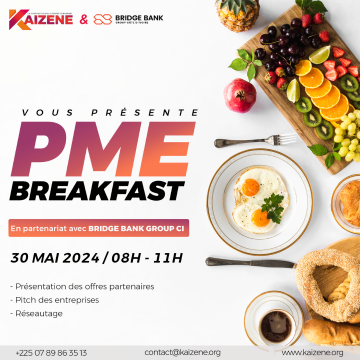 KAIZENE & BRIDGE BANK
VOUS PRÉSENTE
PME
BREAKFAST
En partenariat avec BRIDGE BANK GROUP CI
30 MAI 2024 / 08H - 11H
- Présentation des offres partenaires
- Pitch des entreprises
- Réseautage
+225 07 89 86 35 13 contact@kaizene.org www.kaizene.org